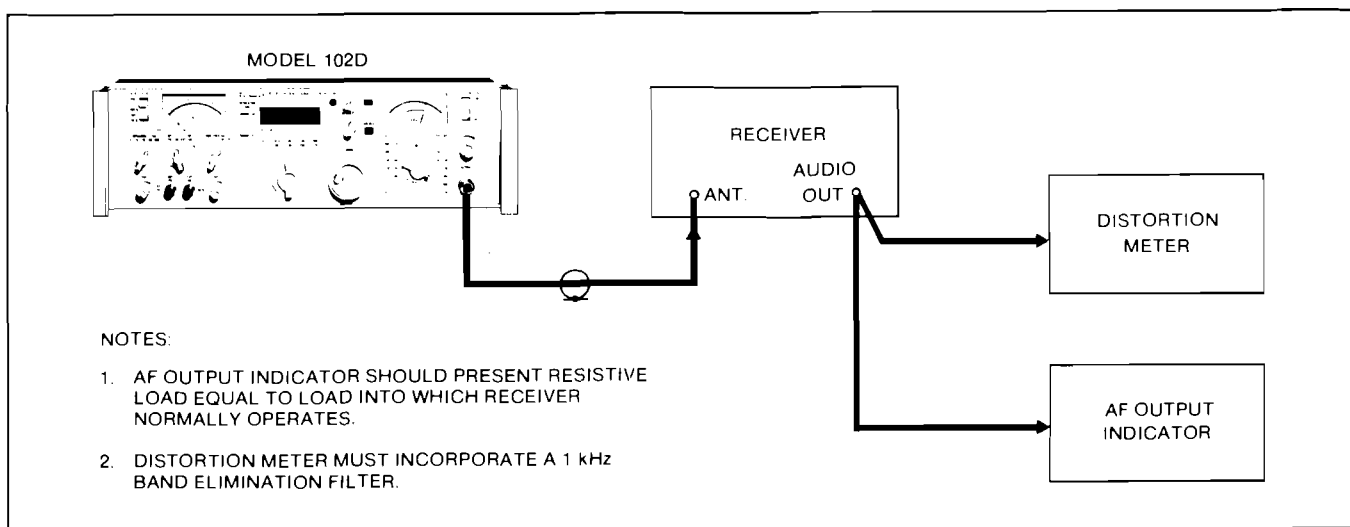 MODEL 102D
RECEIVER
ANT.
AUDIO
OUT
DISTORTION
METER
AF OUTPUT
INDICATOR
NOTES:
1. AF OUTPUT INDICATOR SHOULD PRESENT RESISTIVE
LOAD EQUAL TO LOAD INTO WHICH RECEIVER
NORMALLY OPERATES.
2. DISTORTION METER MUST INCORPORATE A 1 kHz
BAND ELIMINATION FILTER.